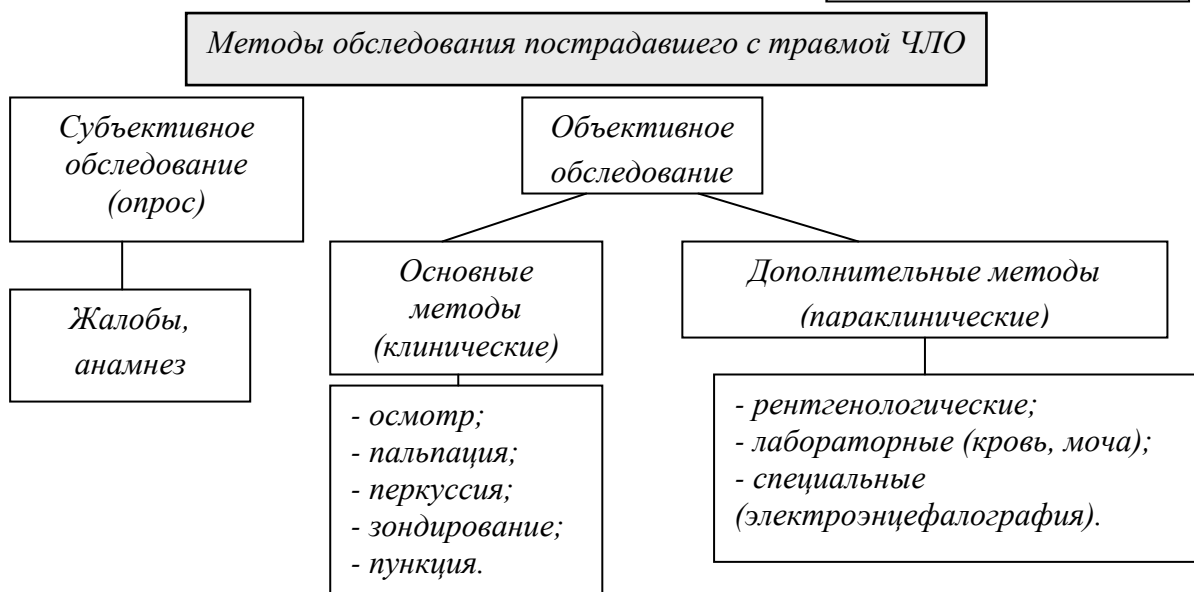 Методы обследования пострадавшего с травмой ЧЛО
Субъективное
обследование
(опрос)
Объективное
обследование
Жалобы,
анамнез
Основные
методы
(клинические)
Дополнительные методы
(параклинические)
- осмотр;
- пальпация;
- перкуссия;
- зондирование;
- пункция.
- рентгенологические;
- лабораторные (кровь, моча);
- специальные
(электроэнцефалография).